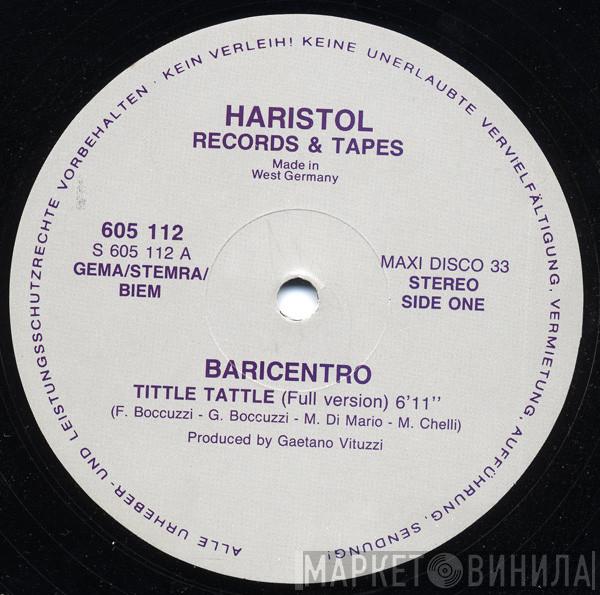 ALLE URHEBER- UND LEISTUNGSSCHUTZRECHTE VORBEHALTEN · KEIN VERLEIH! KEINE UNERLAUBTE VERVIELFÄLTIGUNG, VERMIETUNG, AUFFÜHRUNG, SENDUNG!
HARISTOL
RECORDS & TAPES
Made in
West Germany
605 112
S 605 112 A
GEMA/STEMRA/
BIEM
MAXI DISCO 33
STEREO
SIDE ONE
BARICENTRO
TITTLE TATTLE (Full version) 6'11''
(F. Boccuzzi - G. Boccuzzi - M. Di Mario - M. Chelli)
Produced by Gaetano Vituzzi
МАРКЕТ ВИНИЛА